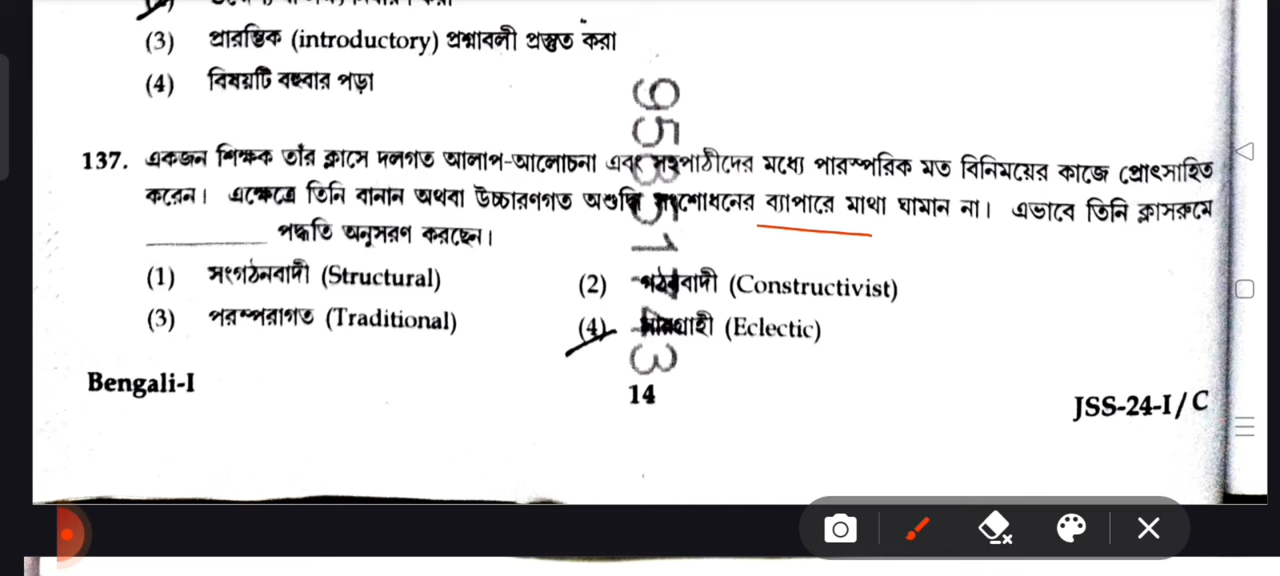 (3) প্রারম্ভিক (introductory) প্রশ্নাবলী প্রস্তুত করা
(4) বিষয়টি বহুবার পড়া
137. একজন শিক্ষক তাঁর ক্লাসে দলগত আলাপ-আলোচনা এবং সহপাঠীদের মধ্যে পারস্পরিক মত বিনিময়ের কাজে প্রোৎসাহিত
করেন। এক্ষেত্রে তিনি বানান অথবা উচ্চারণগত অশুদ্ধি সংশোধনের ব্যাপারে মাথা ঘামান না। এভাবে তিনি ক্লাসরুমে
__________ পদ্ধতি অনুসরণ করছেন।
(1) সংগঠনবাদী (Structural) (2) গঠনবাদী (Constructivist)
(3) পরম্পরাগত (Traditional) (4) সারগ্রাহী (Eclectic)
Bengali-I 14 JSS-24-I/C